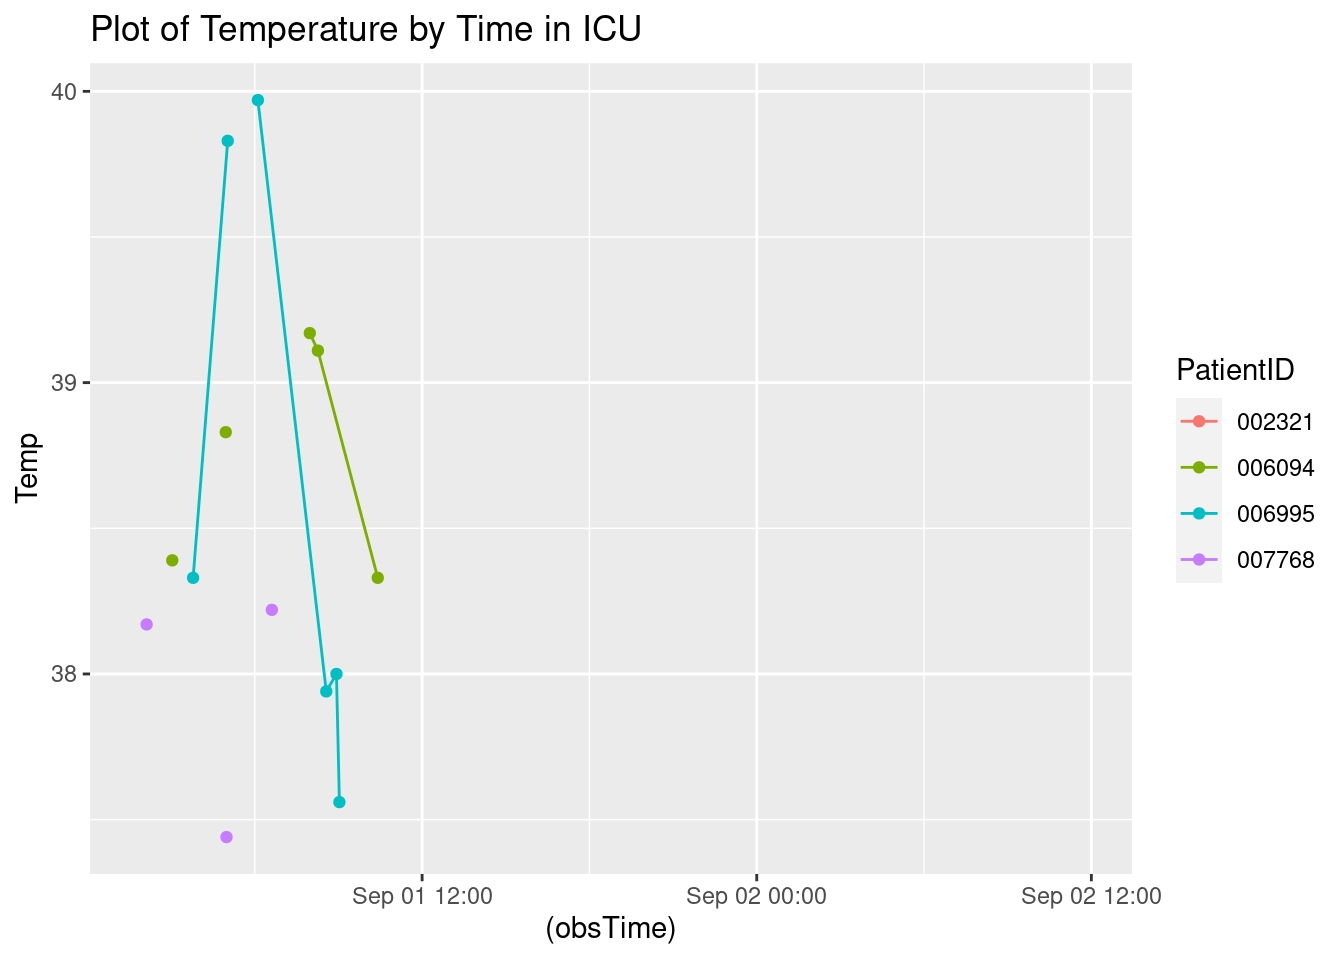 Plot of Temperature by Time in ICU
40
39
38
Temp
Sep 01 12:00
Sep 02 00:00
Sep 02 12:00
(obsTime)
PatientID
002321
006094
006995
007768